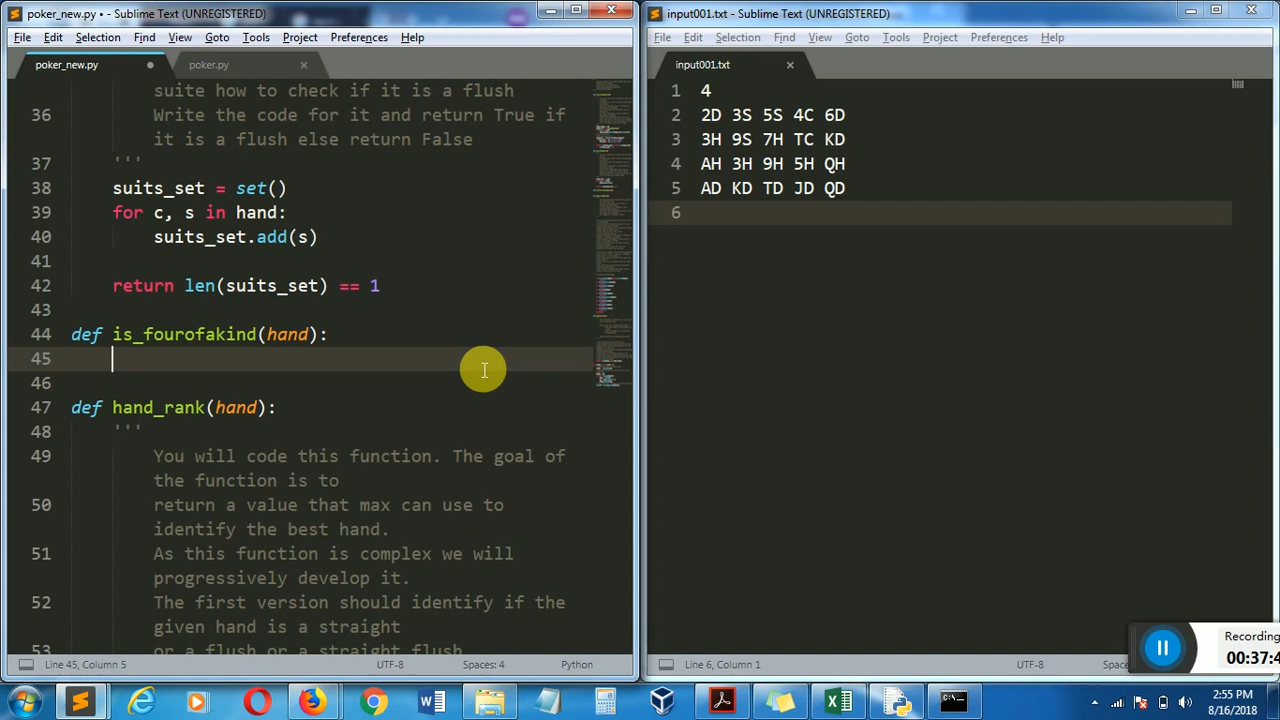 poker_new.py • - Sublime Text (UNREGISTERED)
File Edit Selection Find View Goto Tools Project Preferences Help
poker_new.py poker.py
suite how to check if it is a flush
36 Write the code for it and return True if
it is a flush else return False
37 '''
38 suits_set = set()
39 for c, s in hand:
40 suits_set.add(s)
41
42 return len(suits_set) == 1
43
44 def is_fourofakind(hand):
45
46
47 def hand_rank(hand):
48 '''
49 You will code this function. The goal of
the function is to
50 return a value that max can use to
identify the best hand.
51 As this function is complex we will
progressively develop it.
52 The first version should identify if the
given hand is a straight
53 or a flush or a straight flush
Line 45, Column 5 UTF-8 Spaces: 4 Python
input001.txt - Sublime Text (UNREGISTERED)
File Edit Selection Find View Goto Tools Project Preferences Help
input001.txt
1 4
2 2D 3S 5S 4C 6D
3 3H 9S 7H TC KD
4 AH 3H 9H 5H QH
5 AD KD TD JD QD
6
Line 6, Column 1 UTF-8
Recording
00:37:4
2:55 PM
8/16/2018